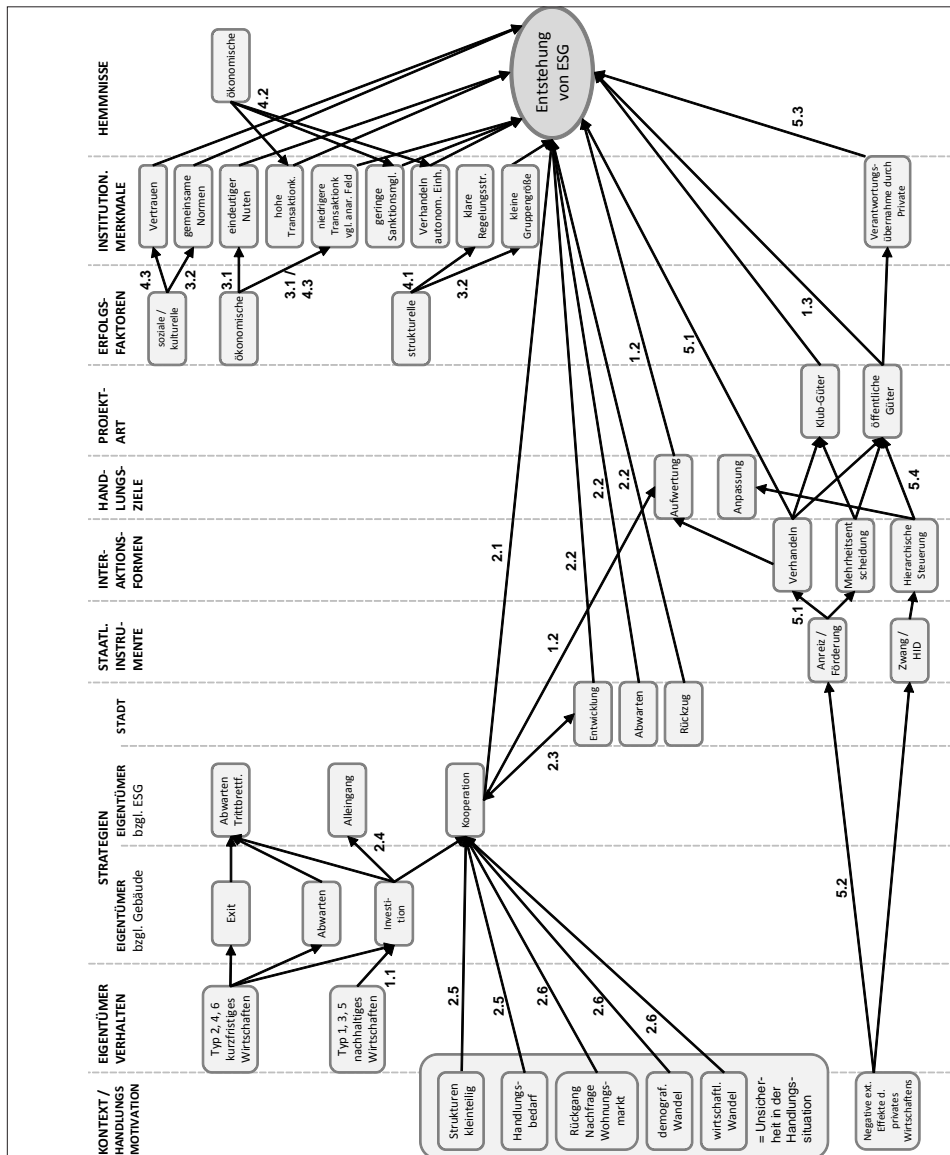 KONTEXT /
HANDLUNGS
MOTIVATION
EIGENTÜMER
VERHALTEN
STRATEGIEN
EIGENTÜMER
bzgl. Gebäude
EIGENTÜMER
bzgl. ESG
STADT
STAATL.
INSTRU-
MENTE
INTER-
AKTIONS-
FORMEN
HAND-
LUNGS-
ZIELE
PROJEKT-
ART
ERFOLGS-
FAKTOREN
INSTITUTION.
MERKMALE
HEMMNISSE
Typ 2, 4, 6
kurzfristiges
Wirtschaften
Typ 1, 3, 5
nachhaltiges
Wirtschaften
1.1
Exit
Abwarten
Investi-
tion
Abwarten
Trittbrettf.
Alleingang
2.4
Kooperation
Strukturen
kleinteilig
Handlungs-
bedarf
Rückgang
Nachfrage
Wohnungs-
markt
demograf.
Wandel
wirtschaftl.
Wandel
= Unsicher-
heit in der
Handlungs-
situation
2.5
2.5
2.6
2.6
2.6
Negative ext.
Effekte d.
privates
Wirtschaftens
5.2
2.3
Entwicklung
Abwarten
Rückzug
1.2
2.1
2.2
2.2
2.2
Anreiz /
Förderung
Zwang /
HID
5.1
Verhandeln
Mehrheitsent
scheidung
Hierarchische
Steuerung
Aufwertung
Anpassung
5.4
Klub-Güter
öffentliche
Güter
1.2
5.1
1.3
5.3
soziale /
kulturelle
ökonomische
strukturelle
4.3
3.2
3.1
3.1 /
4.3
4.1
3.2
Vertrauen
gemeinsame
Normen
eindeutiger
Nuten
hohe
Transaktionk.
niedrigere
Transaktionk
vgl. anar. Feld
geringe
Sanktionsmgl.
Verhandeln
autonom. Einh.
klare
Regelungsstr.
kleine
Gruppengröße
Verantwortungs-
übernahme durch
Private
ökonomische
4.2
Entstehung
von ESG